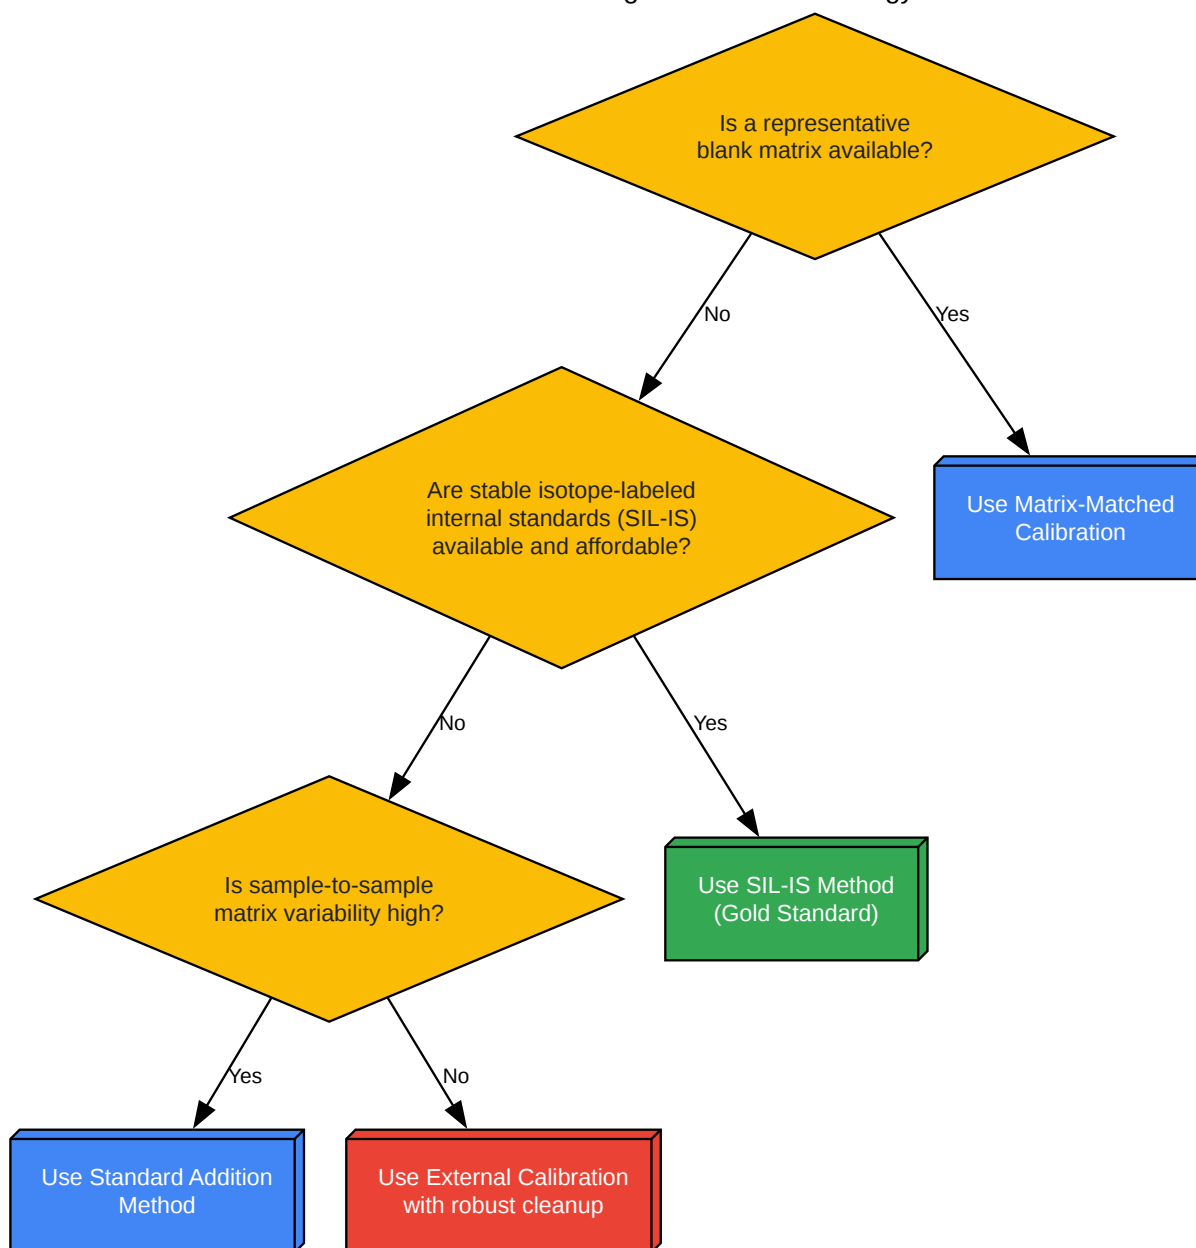 Is a representative
blank matrix available?
No
Yes
Are stable isotope-labeled
internal standards (SIL-IS)
available and affordable?
Use Matrix-Matched
Calibration
No
Yes
Is sample-to-sample
matrix variability high?
Use SIL-IS Method
(Gold Standard)
Yes
No
Use Standard Addition
Method
Use External Calibration
with robust cleanup